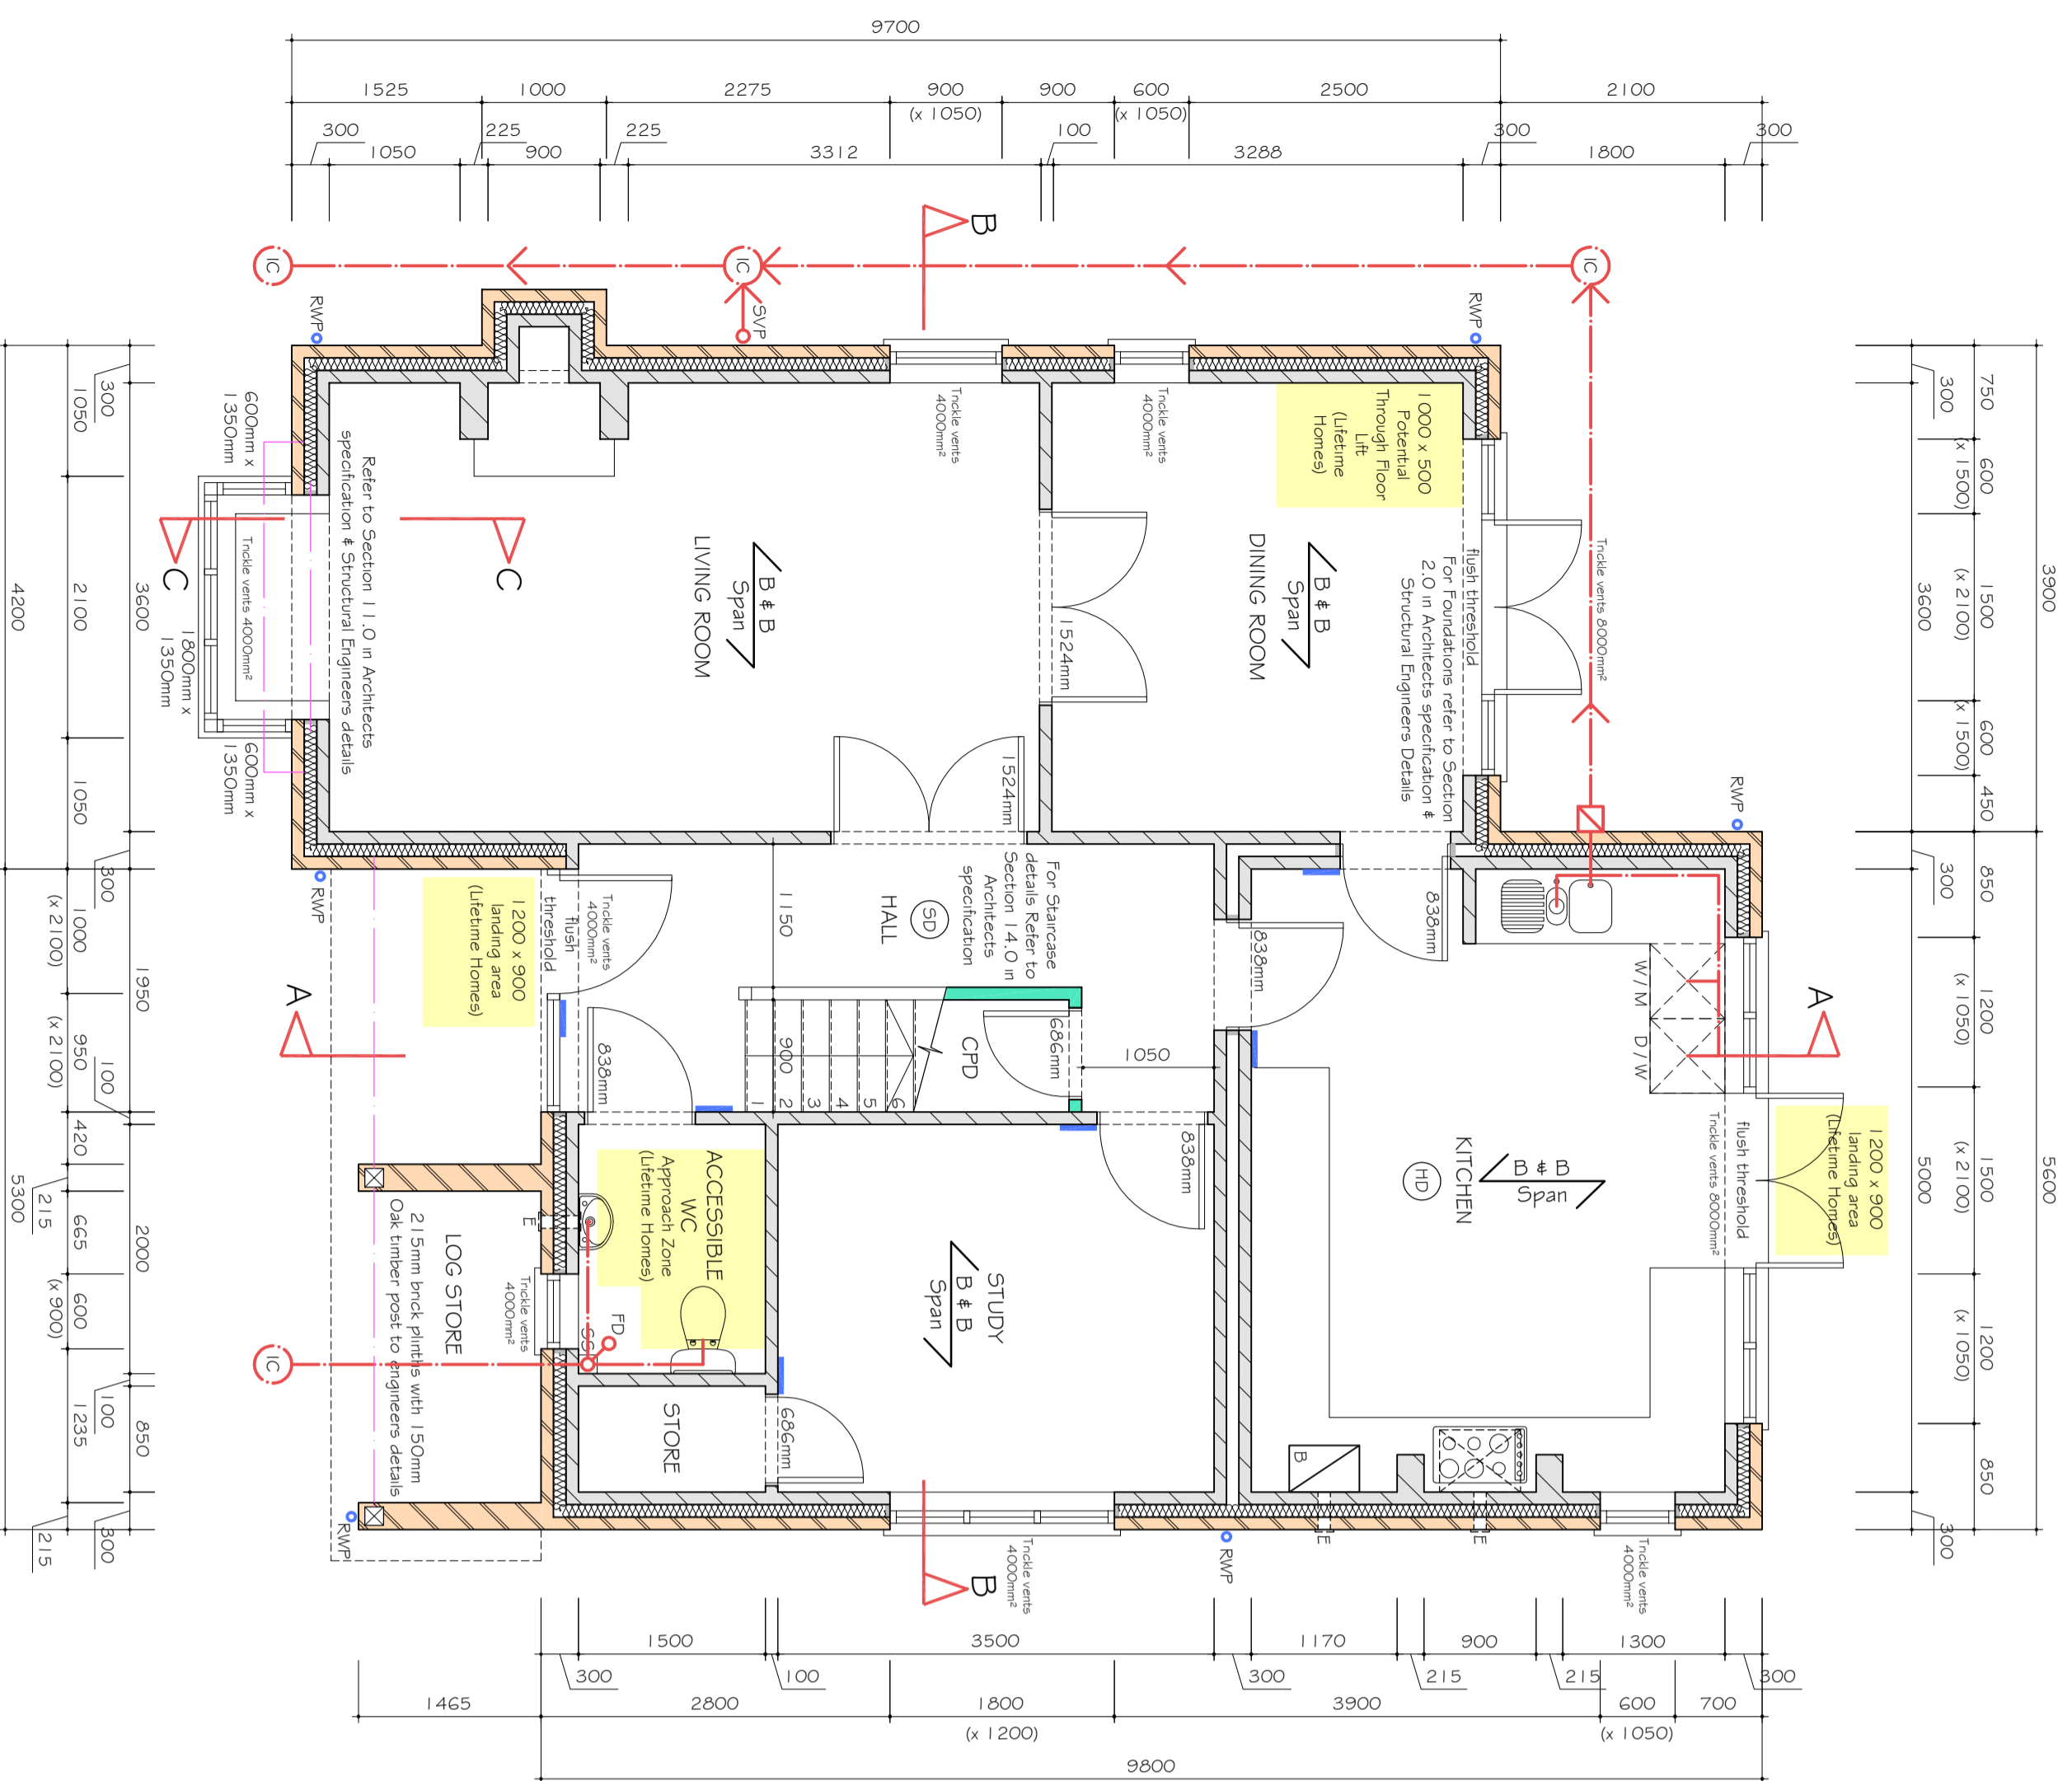 9700
1525
1000
2275
900
(x 1050)
900
600
(x 1050)
2500
2100
300
1050
225
900
225
3312
100
3288
300
1800
300
B
IC
IC
IC
SVP
RWP
RWP
RWP
RWP
RWP
RWP
Trickle vents
4000mm²
Trickle vents
4000mm²
1000 x 500
Potential
Through Floor
Lift
(Lifetime
Homes)
Trickle vents 8000mm²
flush threshold
For Foundations refer to Section
2.0 in Architects specification &
Structural Engineers Details
DINING ROOM
B & B
Span
1524mm
LIVING ROOM
B & B
Span
Refer to Section 11.0 in Architects
specification & Structural Engineers details
600mm x
1350mm
Trickle vents 4000mm²
1800mm x
1350mm
600mm x
1350mm
C
C
1524mm
1150
HALL
SD
For Staircase
details Refer to
Section 14.0 in
Architects
specification
838mm
838mm
1200 x 900
landing area
(Lifetime Homes)
flush
threshold
Trickle vents
4000mm²
A
A
838mm
900
1
2
3
4
5
6
CPD
686mm
1050
838mm
W/M
D/W
KITCHEN
HD
B & B
Span
Trickle vents 8000mm²
flush threshold
1200 x 900
landing area
(Lifetime Homes)
ACCESSIBLE
WC
Approach Zone
(Lifetime Homes)
STUDY
B & B
Span
E
FD
SS
Trickle vents
4000mm²
LOG STORE
215mm brick plinths with 150mm
Oak timber post to engineers details
IC
STORE
686mm
B
E
E
Trickle vents
4000mm²
Trickle vents
4000mm²
B
3900
5600
750
600
(x 1500)
1500
(x 2100)
600
(x 1500)
450
850
1200
(x 1050)
1500
(x 2100)
1200
(x 1050)
850
300
3600
300
5000
300
300
3600
300
1950
100
2000
100
850
300
1050
2100
1050
1000
(x 2100)
950
(x 2100)
420
215
665
600
(x 900)
1235
215
4200
5300
300
1500
100
3500
300
1170
215
900
215
1300
300
1465
2800
1800
(x 1200)
3900
600
(x 1050)
700
9800